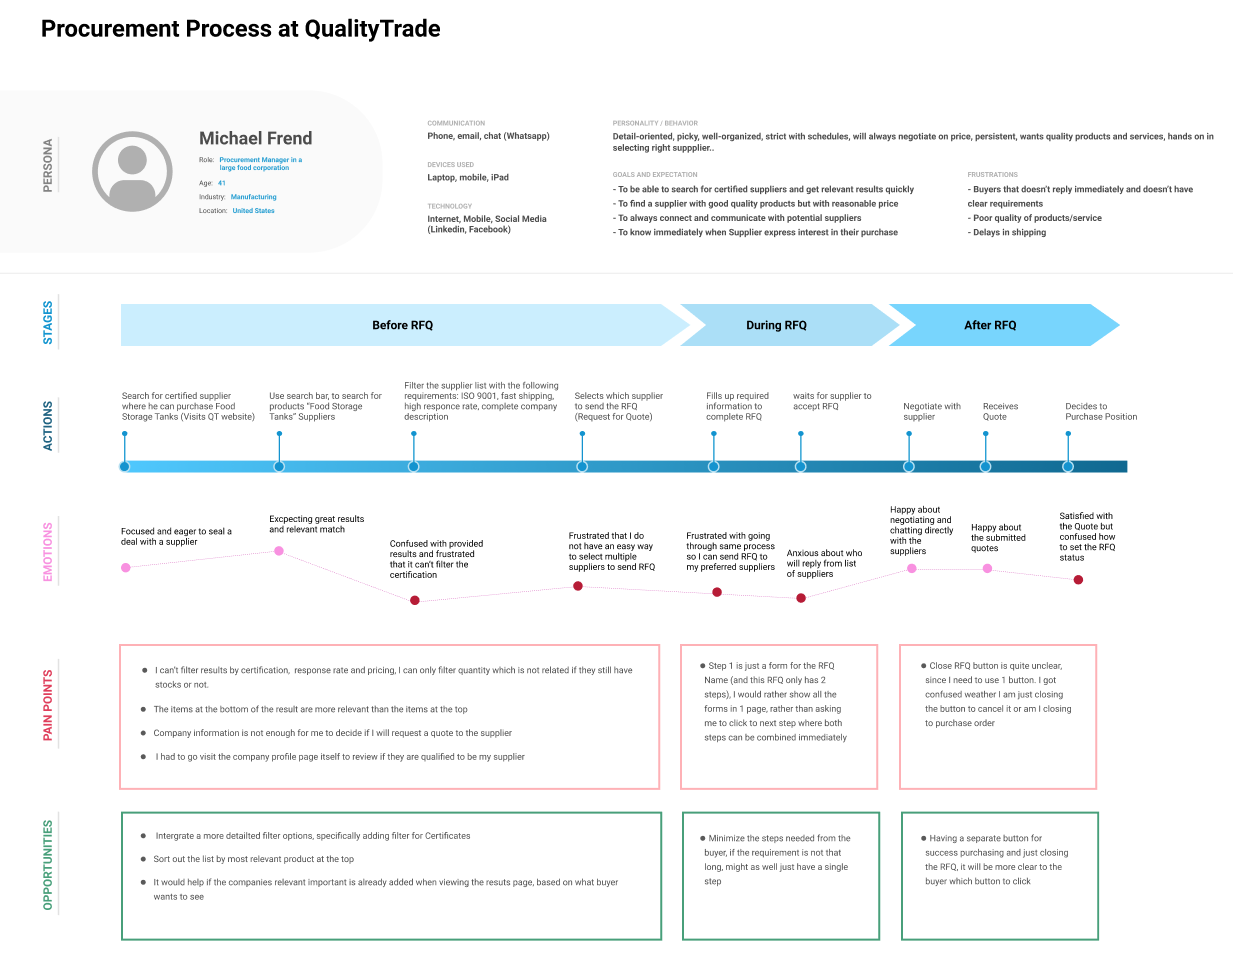 Procurement Process at QualityTrade
PERSONA
Michael Frend
Role: Procurement Manager in a
large food corporation
Age: 41
Industry: Manufacturing
Location: United States
COMMUNICATION
Phone, email, chat (Whatsapp)
DEVICES USED
Laptop, mobile, iPad
TECHNOLOGY
Internet, Mobile, Social Media
(Linkedin, Facebook)
PERSONALITY / BEHAVIOR
Detail-oriented, picky, well-organized, strict with schedules, will always negotiate on price, persistent, wants quality products and services, hands on in
selecting right suppplier..
GOALS AND EXPECTATION
- To be able to search for certified suppliers and get relevant results quickly
- To find a supplier with good quality products but with reasonable price
- To always connect and communicate with potential suppliers
- To know immediately when Supplier express interest in their purchase
FRUSTRATIONS
- Buyers that doesn't reply immediately and doesn't have
clear requirements
- Poor quality of products/service
- Delays in shipping
STAGES
Before RFQ
During RFQ
After RFQ
ACTIONS
Search for certified supplier
where he can purchase Food
Storage Tanks (Visits QT website)
Use search bar, to search for
products “Food Storage
Tanks” Suppliers
Filter the supplier list with the following
requirements: ISO 9001, fast shipping,
high responce rate, complete company
description
Selects which supplier
to send the RFQ
(Request for Quote)
Fills up required
information to
complete RFQ
waits for supplier to
accept RFQ
Negotiate with
supplier
Receives
Quote
Decides to
Purchase Position
EMOTIONS
Focused and eager to seal a
deal with a supplier
Excpecting great results
and relevant match
Confused with provided
results and frustrated
that it can't filter the
certification
Frustrated that I do
not have an easy way
to select multiple
suppliers to send RFQ
Frustrated with going
through same process
so I can send RFQ to
my preferred suppliers
Anxious about who
will reply from list
of suppliers
Happy about
negotiating and
chatting directly
with the
suppliers
Happy about
the submitted
quotes
Satisfied with
the Quote but
confused how
to set the RFQ
status
PAIN POINTS
● I can't filter results by certification, response rate and pricing, I can only filter quantity which is not related if they still have
stocks or not.
● The items at the bottom of the result are more relevant than the items at the top
● Company information is not enough for me to decide if I will request a quote to the supplier
● I had to go visit the company profile page itself to review if they are qualified to be my supplier
● Step 1 is just a form for the RFQ
Name (and this RFQ only has 2
steps), I would rather show all the
forms in 1 page, rather than asking
me to click to next step where both
steps can be combined immediately
● Close RFQ button is quite unclear,
since I need to use 1 button. I got
confused weather I am just closing
the button to cancel it or am I closing
to purchase order
OPPORTUNITIES
● Intergrate a more detailted filter options, specifically adding filter for Certificates
● Sort out the list by most relevant product at the top
● It would help if the companies relevant important is already added when viewing the resuts page, based on what buyer
wants to see
● Minimize the steps needed from the
buyer, if the requirement is not that
long, might as well just have a single
step
● Having a separate button for
success purchasing and just closing
the RFQ, it will be more clear to the
buyer which button to click